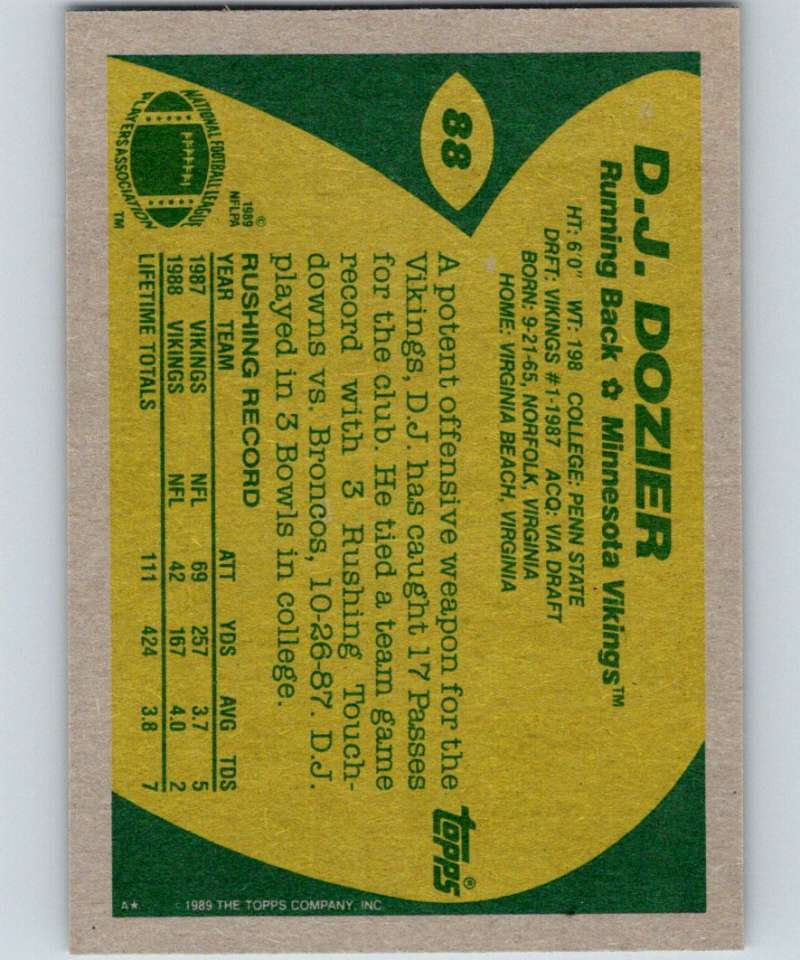 88
D.J. DOZIER
Running Back ✿ Minnesota Vikings™
HT: 6'0" WT: 198 COLLEGE: PENN STATE
DRFT: VIKINGS #1-1987 ACQ: VIA DRAFT
BORN: 9-21-65, NORFOLK, VIRGINIA
HOME: VIRGINIA BEACH, VIRGINIA
A potent offensive weapon for the
Vikings, D.J. has caught 17 Passes
for the club. He tied a team game
record with 3 Rushing Touch-
downs vs. Broncos, 10-26-87. D.J.
played in 3 Bowls in college.
topps®
NATIONAL FOOTBALL LEAGUE
PLAYERS ASSOCIATION
™
©
1989
NFLPA
RUSHING RECORD
YEAR TEAM ATT YDS AVG TDS
1987 VIKINGS NFL 69 257 3.7 5
1988 VIKINGS NFL 42 167 4.0 2
LIFETIME TOTALS 111 424 3.8 7
A★ © 1989 THE TOPPS COMPANY, INC.